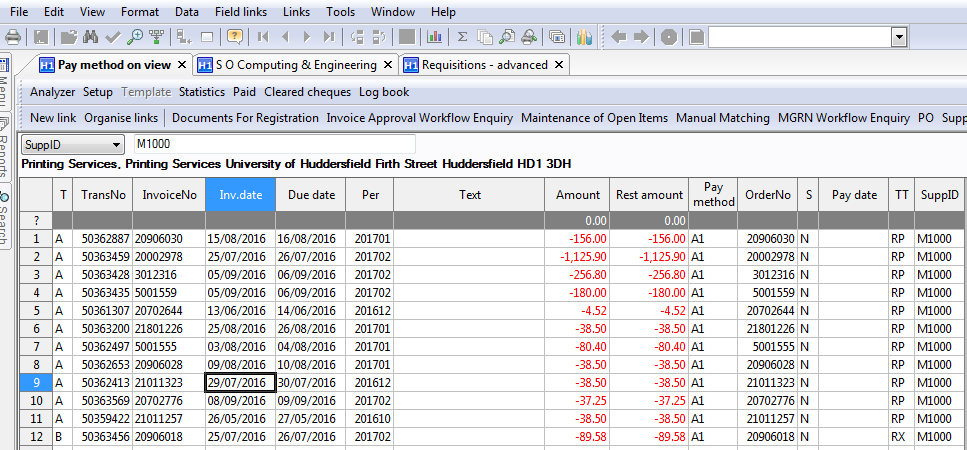 File Edit View Format Data Field links Links Tools Window Help
Pay method on view S O Computing & Engineering Requisitions - advanced
Analyzer Setup Template Statistics Paid Cleared cheques Log book
New link Organise links Documents For Registration Invoice Approval Workflow Enquiry Maintenance of Open Items Manual Matching MGRN Workflow Enquiry PO Supp
Menu
Reports
Search
SuppID M1000
Printing Services, Printing Services University of Huddersfield Firth Street Huddersfield HD1 3DH
T TransNo InvoiceNo Inv.date Due date Per Text Amount Rest amount Pay method OrderNo S Pay date TT SuppID
? 0.00 0.00
1 A 50362887 20906030 15/08/2016 16/08/2016 201701 -156.00 -156.00 A1 20906030 N RP M1000
2 A 50363459 20002978 25/07/2016 26/07/2016 201702 -1,125.90 -1,125.90 A1 20002978 N RP M1000
3 A 50363428 3012316 05/09/2016 06/09/2016 201702 -256.80 -256.80 A1 3012316 N RP M1000
4 A 50363435 5001559 05/09/2016 06/09/2016 201702 -180.00 -180.00 A1 5001559 N RP M1000
5 A 50361307 20702644 13/06/2016 14/06/2016 201612 -4.52 -4.52 A1 20702644 N RP M1000
6 A 50363200 21801226 25/08/2016 26/08/2016 201701 -38.50 -38.50 A1 21801226 N RP M1000
7 A 50362497 5001555 03/08/2016 04/08/2016 201701 -80.40 -80.40 A1 5001555 N RP M1000
8 A 50362653 20906028 09/08/2016 10/08/2016 201701 -38.50 -38.50 A1 20906028 N RP M1000
9 A 50362413 21011323 29/07/2016 30/07/2016 201612 -38.50 -38.50 A1 21011323 N RP M1000
10 A 50363569 20702776 08/09/2016 09/09/2016 201702 -37.25 -37.25 A1 20702776 N RP M1000
11 A 50359422 21011257 26/05/2016 27/05/2016 201610 -38.50 -38.50 A1 21011257 N RP M1000
12 B 50363456 20906018 25/07/2016 26/07/2016 201702 -89.58 -89.58 A1 20906018 N RX M1000